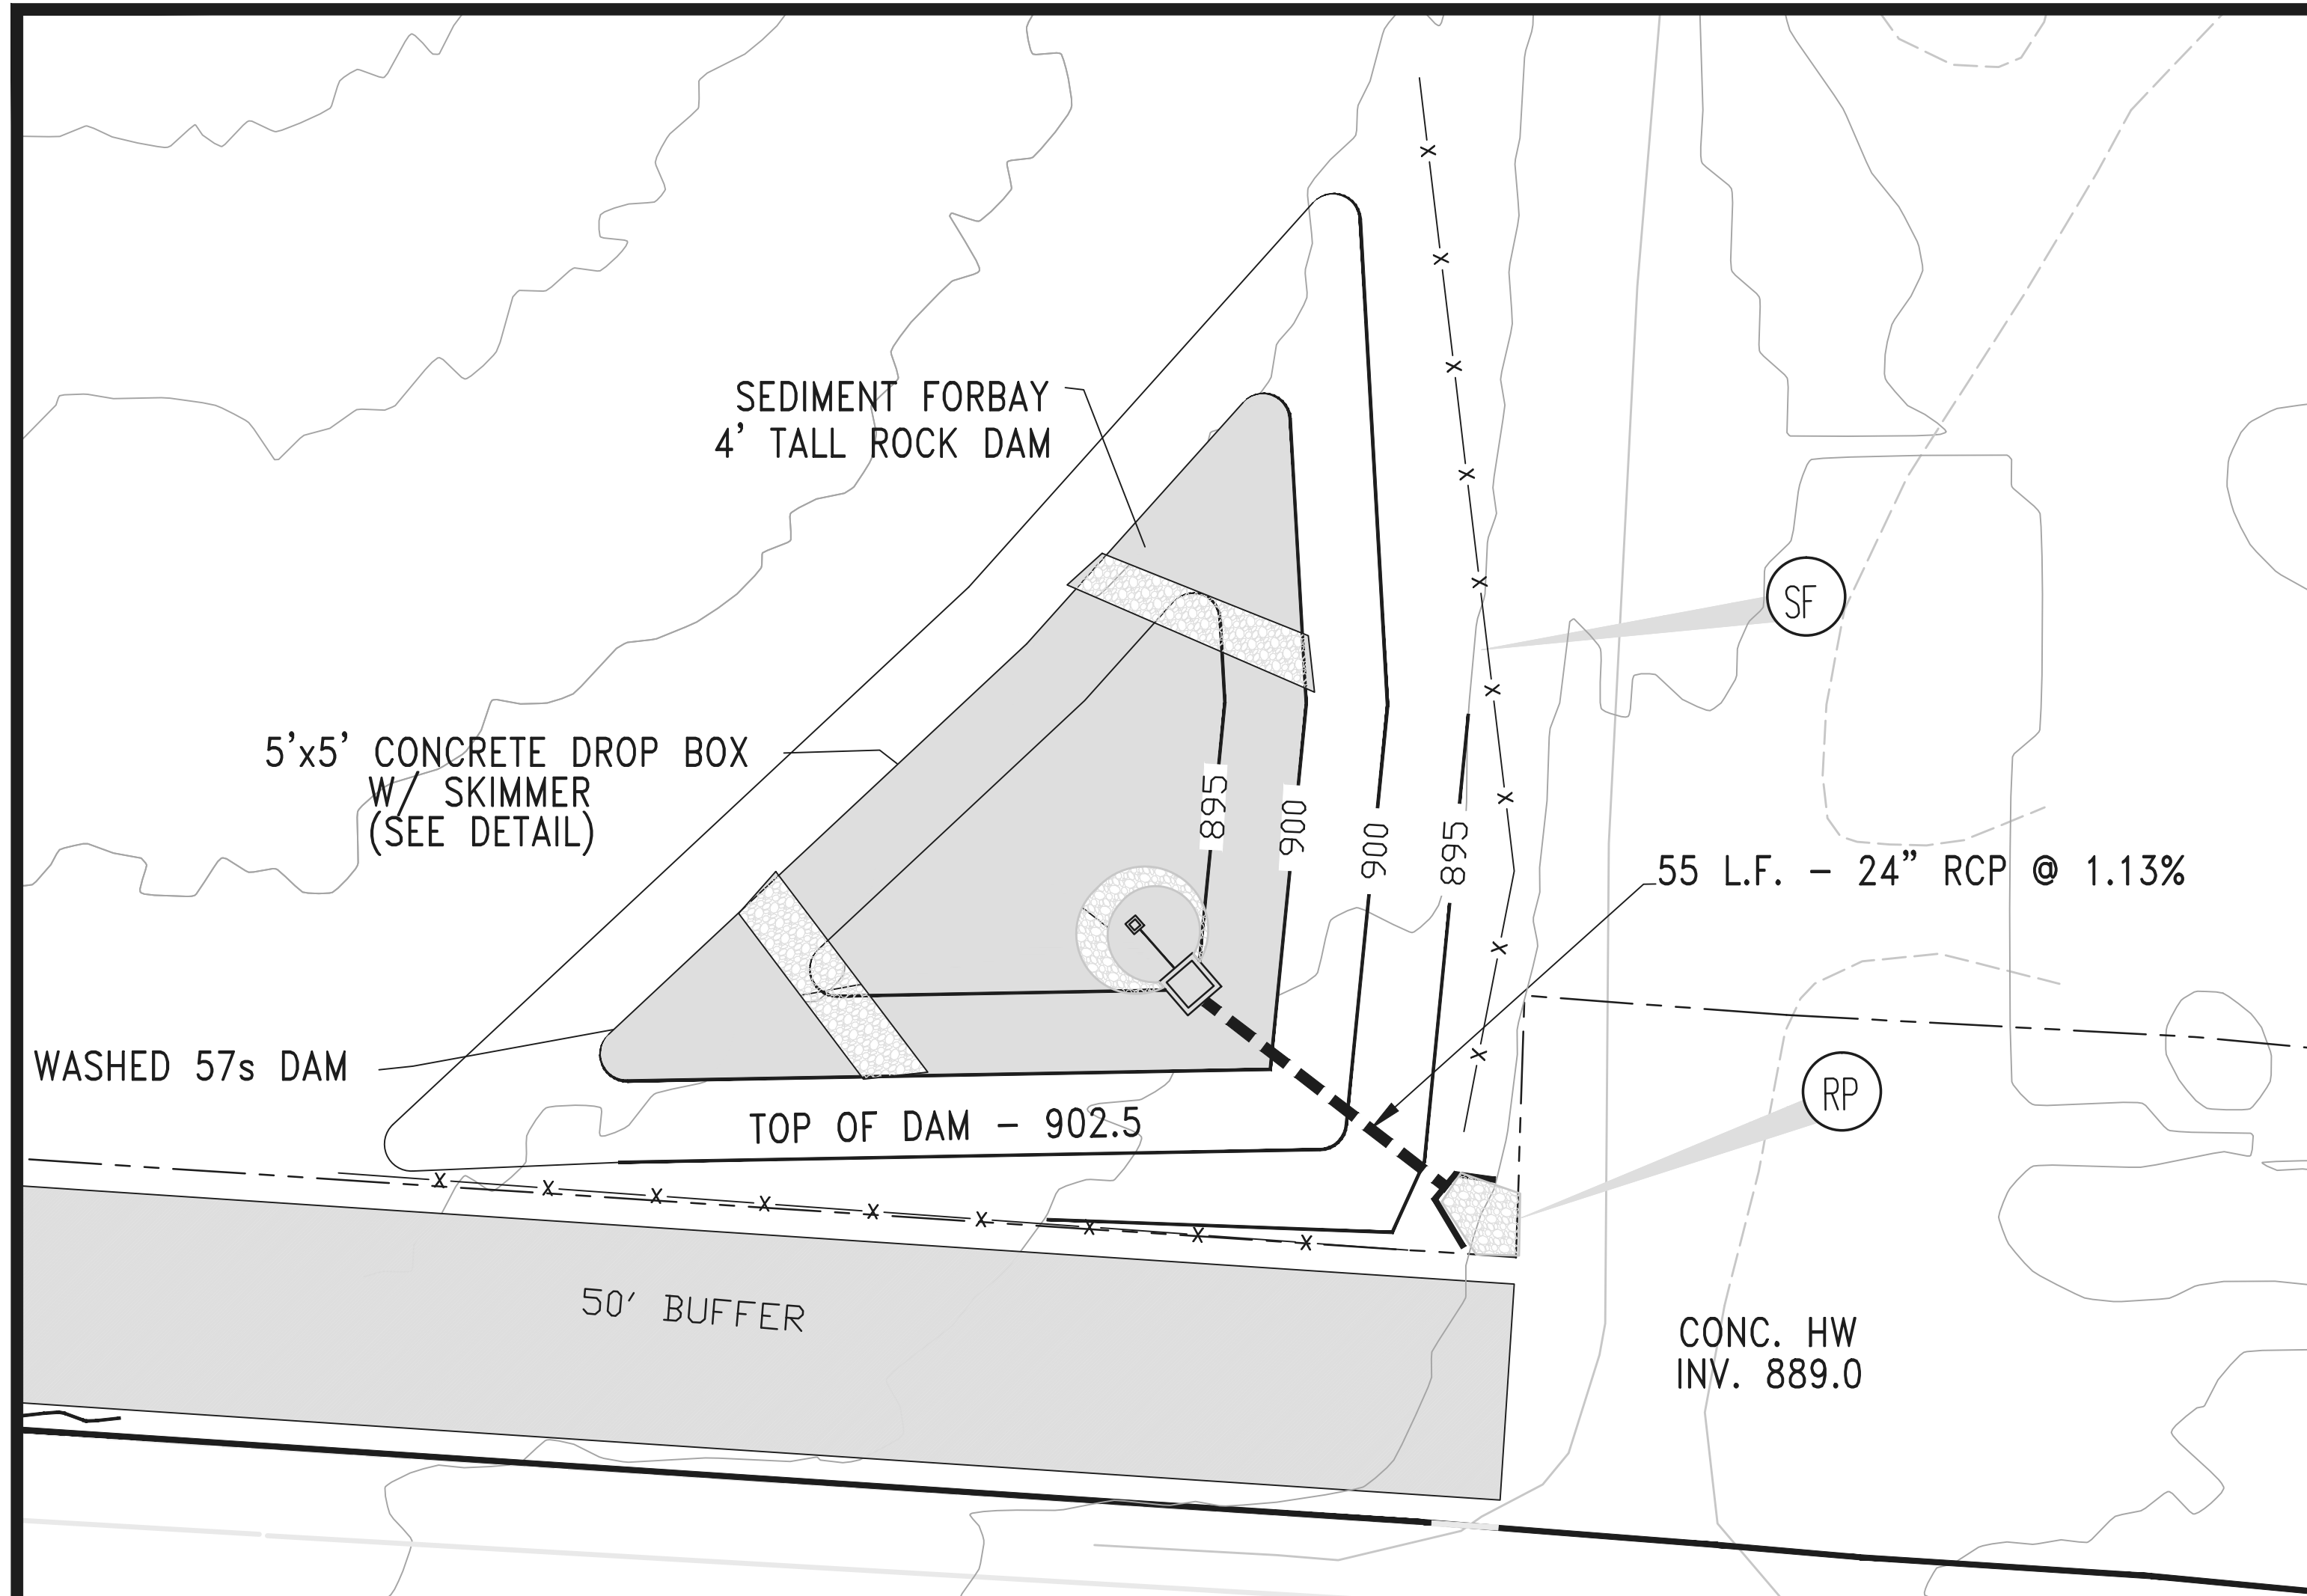 SEDIMENT FORBAY
4' TALL ROCK DAM
SF
5'x5' CONCRETE DROP BOX
W/ SKIMMER
(SEE DETAIL)
895
900
900
895
55 L.F. - 24" RCP @ 1.13%
WASHED 57s DAM
RP
TOP OF DAM - 902.5
50' BUFFER
CONC. HW
INV. 889.0